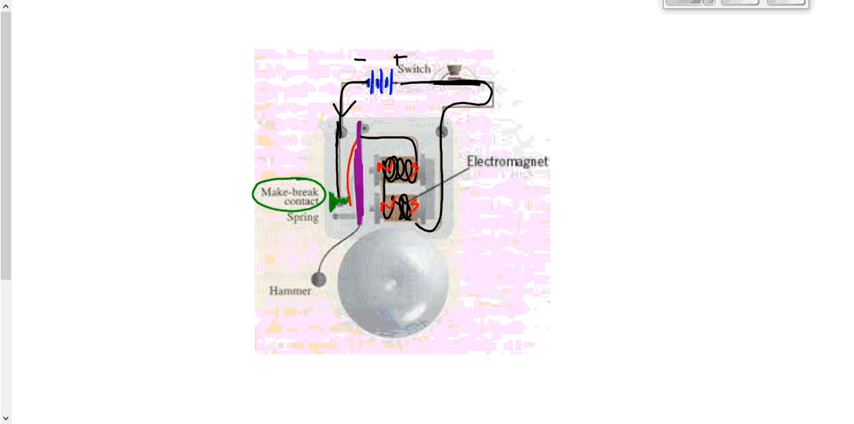 - +
Switch
Electromagnet
Make-break
contact
Spring
Hammer